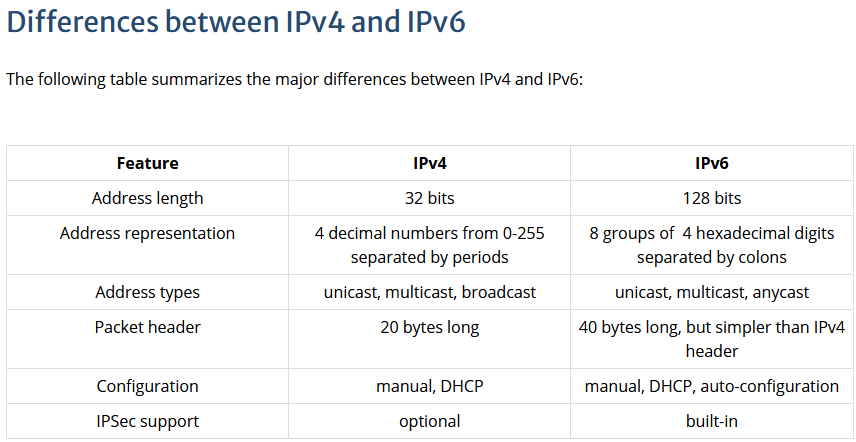 Differences between IPv4 and IPv6
The following table summarizes the major differences between IPv4 and IPv6:
Feature IPv4 IPv6
Address length 32 bits 128 bits
Address representation 4 decimal numbers from 0-255 8 groups of 4 hexadecimal digits
separated by periods separated by colons
Address types unicast, multicast, broadcast unicast, multicast, anycast
Packet header 20 bytes long 40 bytes long, but simpler than IPv4
header
Configuration manual, DHCP manual, DHCP, auto-configuration
IPSec support optional built-in